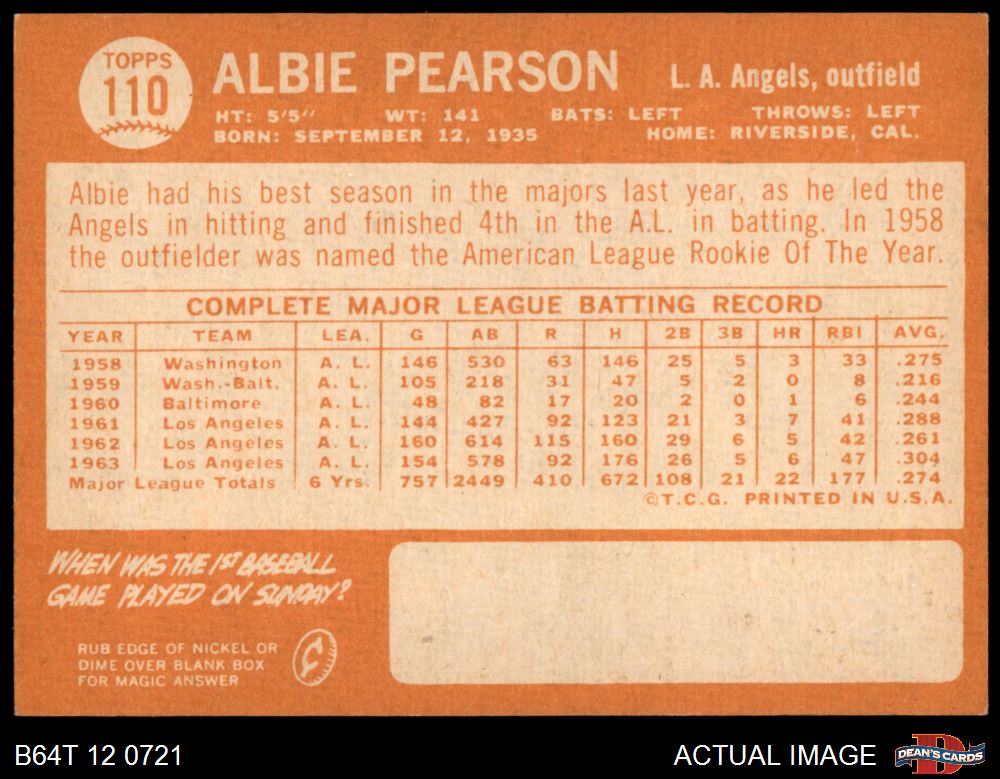 TOPPS
110
ALBIE PEARSON
L. A. Angels, outfield
HT: 5'5" WT: 141 BATS: LEFT THROWS: LEFT
BORN: SEPTEMBER 12, 1935 HOME: RIVERSIDE, CAL.
Albie had his best season in the majors last year, as he led the
Angels in hitting and finished 4th in the A.L. in batting. In 1958
the outfielder was named the American League Rookie Of The Year.
COMPLETE MAJOR LEAGUE BATTING RECORD
YEAR TEAM LEA. G AB R H 2B 3B HR RBI AVG.
1958 Washington A. L. 146 530 63 146 25 5 3 33 .275
1959 Wash.-Balt. A. L. 105 218 31 47 5 2 0 8 .216
1960 Baltimore A. L. 48 82 17 20 2 0 1 6 .244
1961 Los Angeles A. L. 144 427 92 123 21 3 7 41 .288
1962 Los Angeles A. L. 160 614 115 160 29 6 5 42 .261
1963 Los Angeles A. L. 154 578 92 176 26 5 6 47 .304
Major League Totals 6 Yrs. 757 2449 410 672 108 21 22 177 .274
©T.C.G. PRINTED IN U.S.A.
WHEN WAS THE 1ST BASEBALL
GAME PLAYED ON SUNDAY?
RUB EDGE OF NICKEL OR
DIME OVER BLANK BOX
FOR MAGIC ANSWER
B64T 12 0721
ACTUAL IMAGE
DEAN'S CARDS